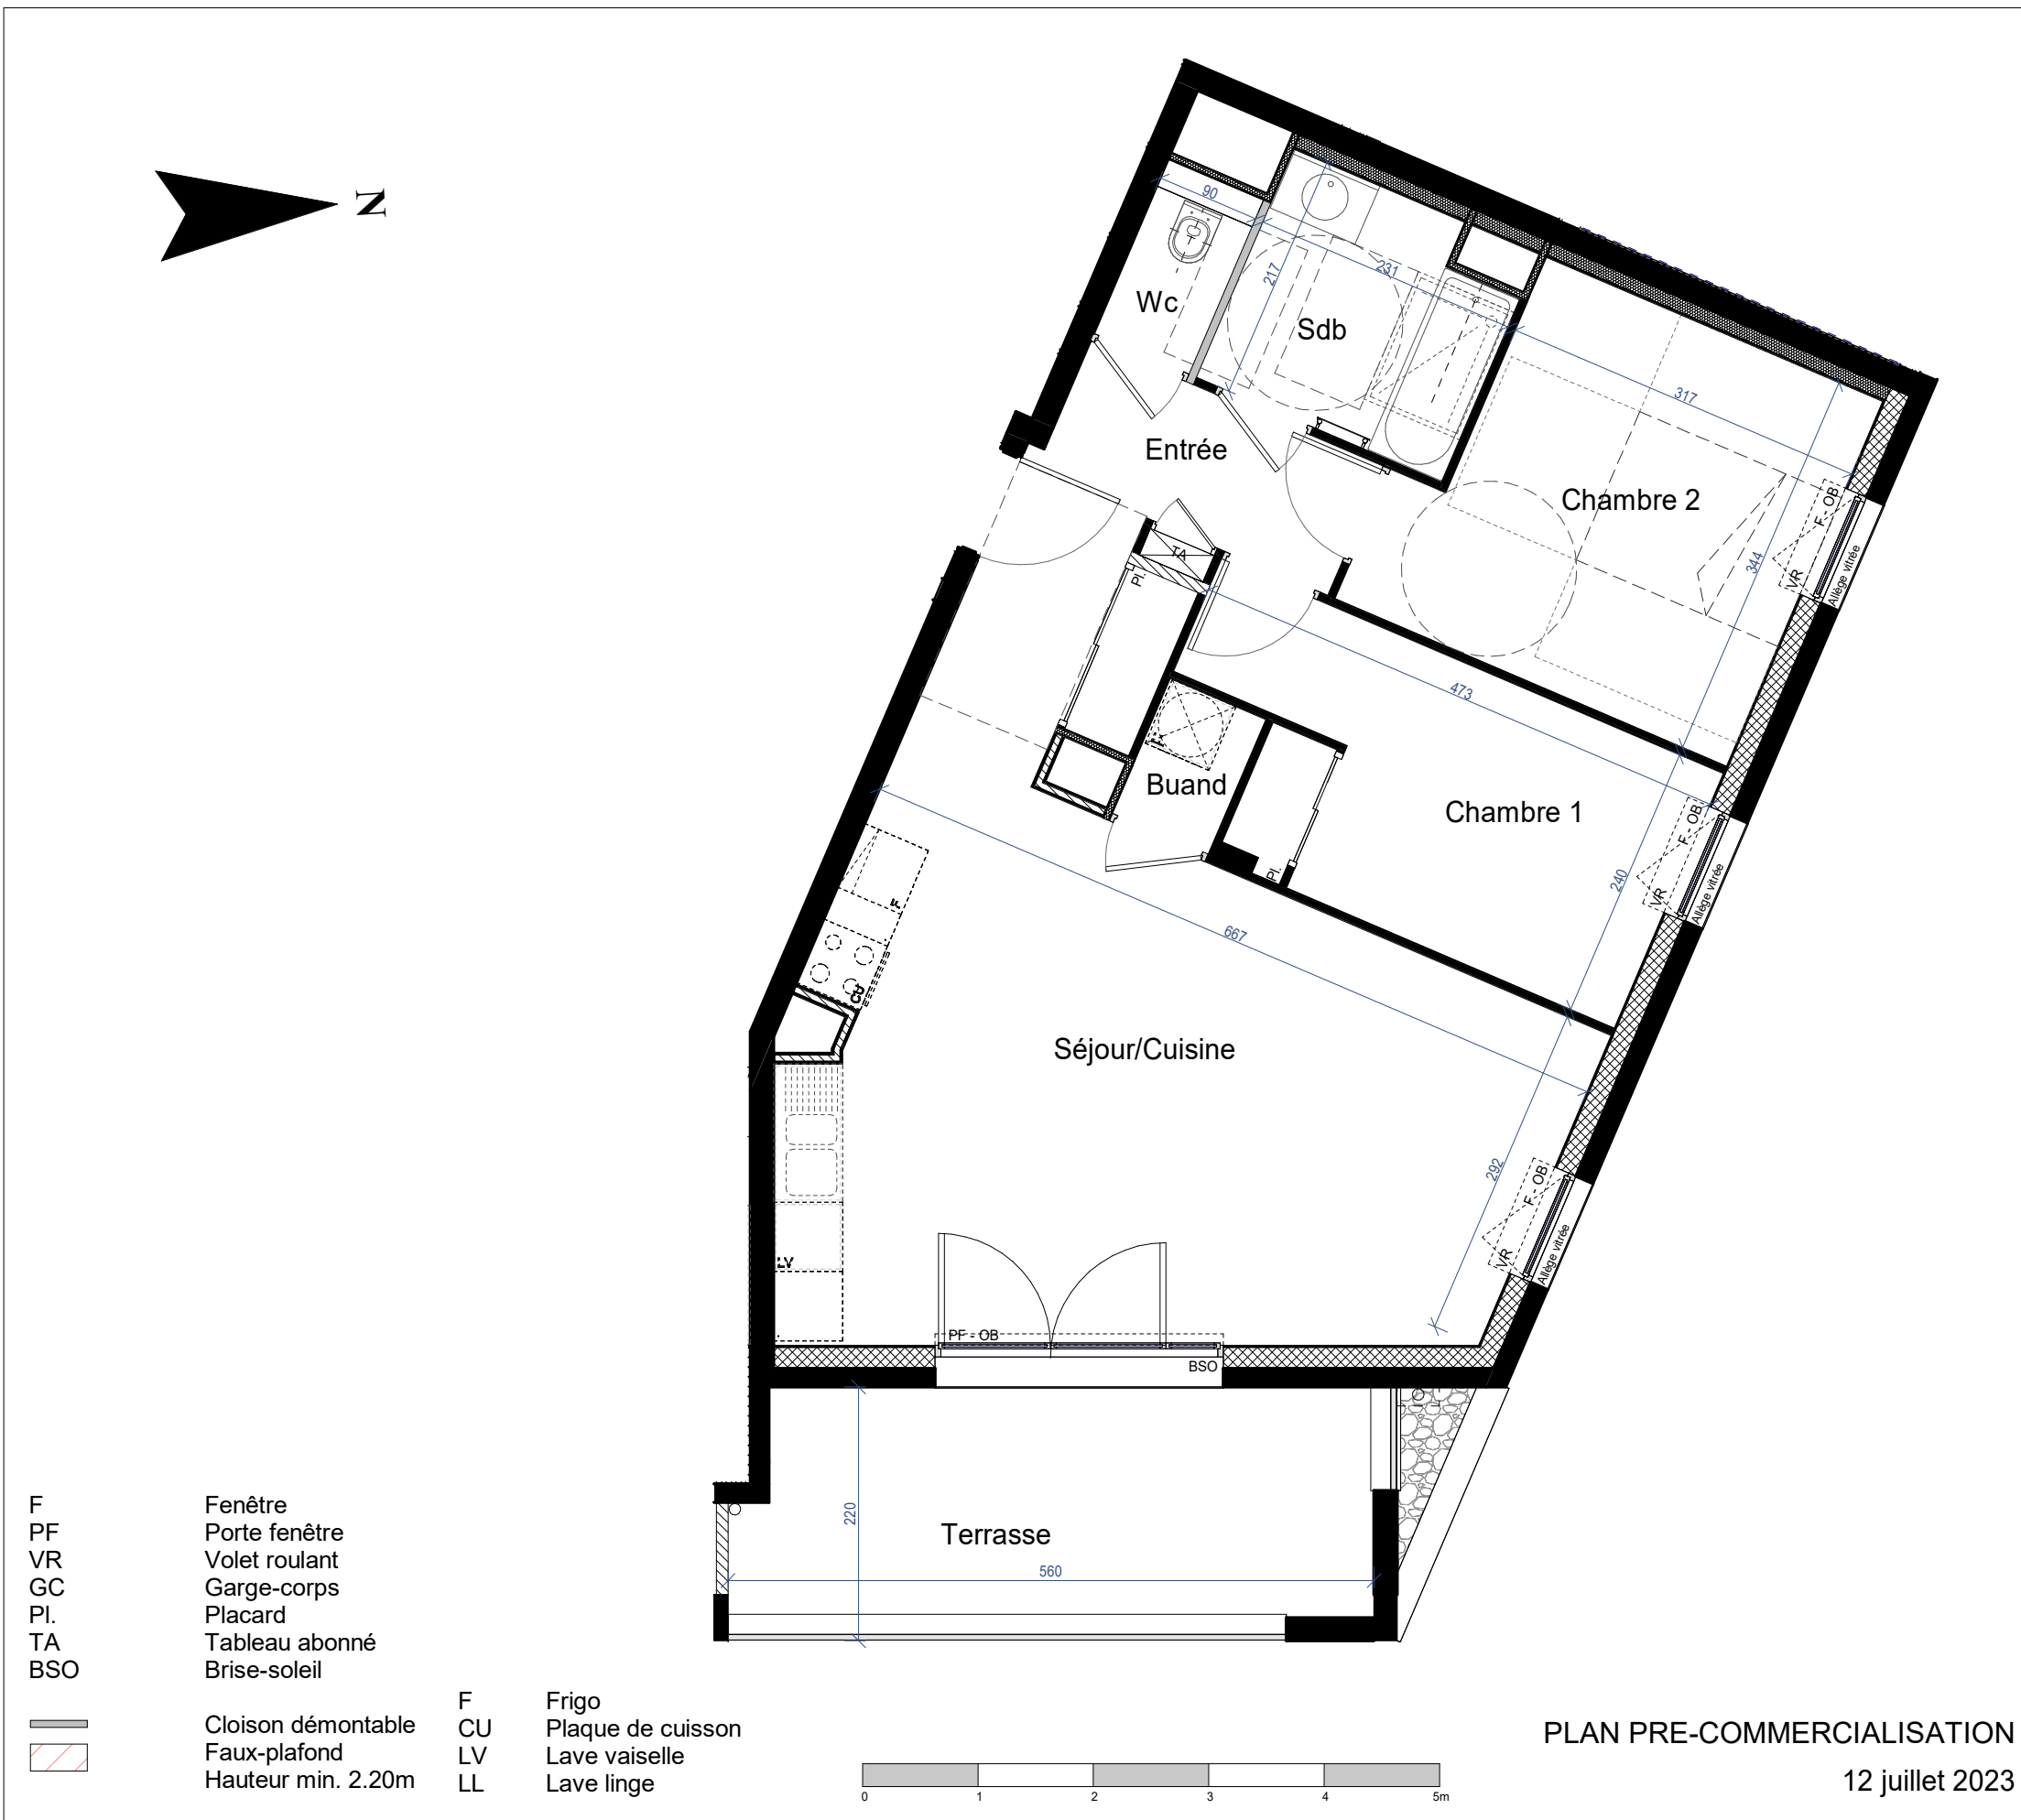 N
90
217
231
Wc
Sdb
317
Entrée
Chambre 2
F - OB
VR
Allège vitrée
344
TA
Pl.
473
Buand
Chambre 1
F - OB
VR
Allège vitrée
240
Pl.
F
667
CU
Séjour/Cuisine
292
F - OB
VR
Allège vitrée
LV
PF - OB
BSO
220
Terrasse
560
F Fenêtre
PF Porte fenêtre
VR Volet roulant
GC Garge-corps
Pl. Placard
TA Tableau abonné
BSO Brise-soleil
Cloison démontable
Faux-plafond
Hauteur min. 2.20m
F Frigo
CU Plaque de cuisson
LV Lave vaiselle
LL Lave linge
0 1 2 3 4 5m
PLAN PRE-COMMERCIALISATION
12 juillet 2023